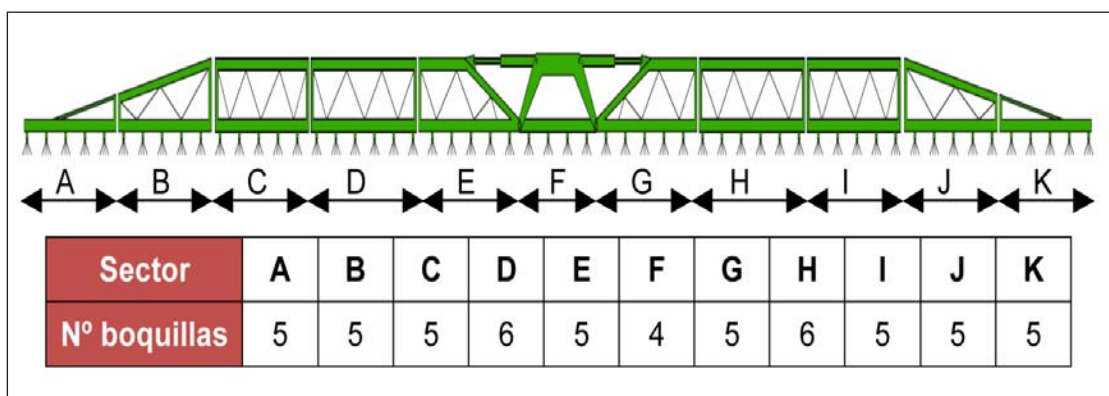 A B C D E F G H I J K
Sector A B C D E F G H I J K
Nº boquillas 5 5 5 6 5 4 5 6 5 5 5